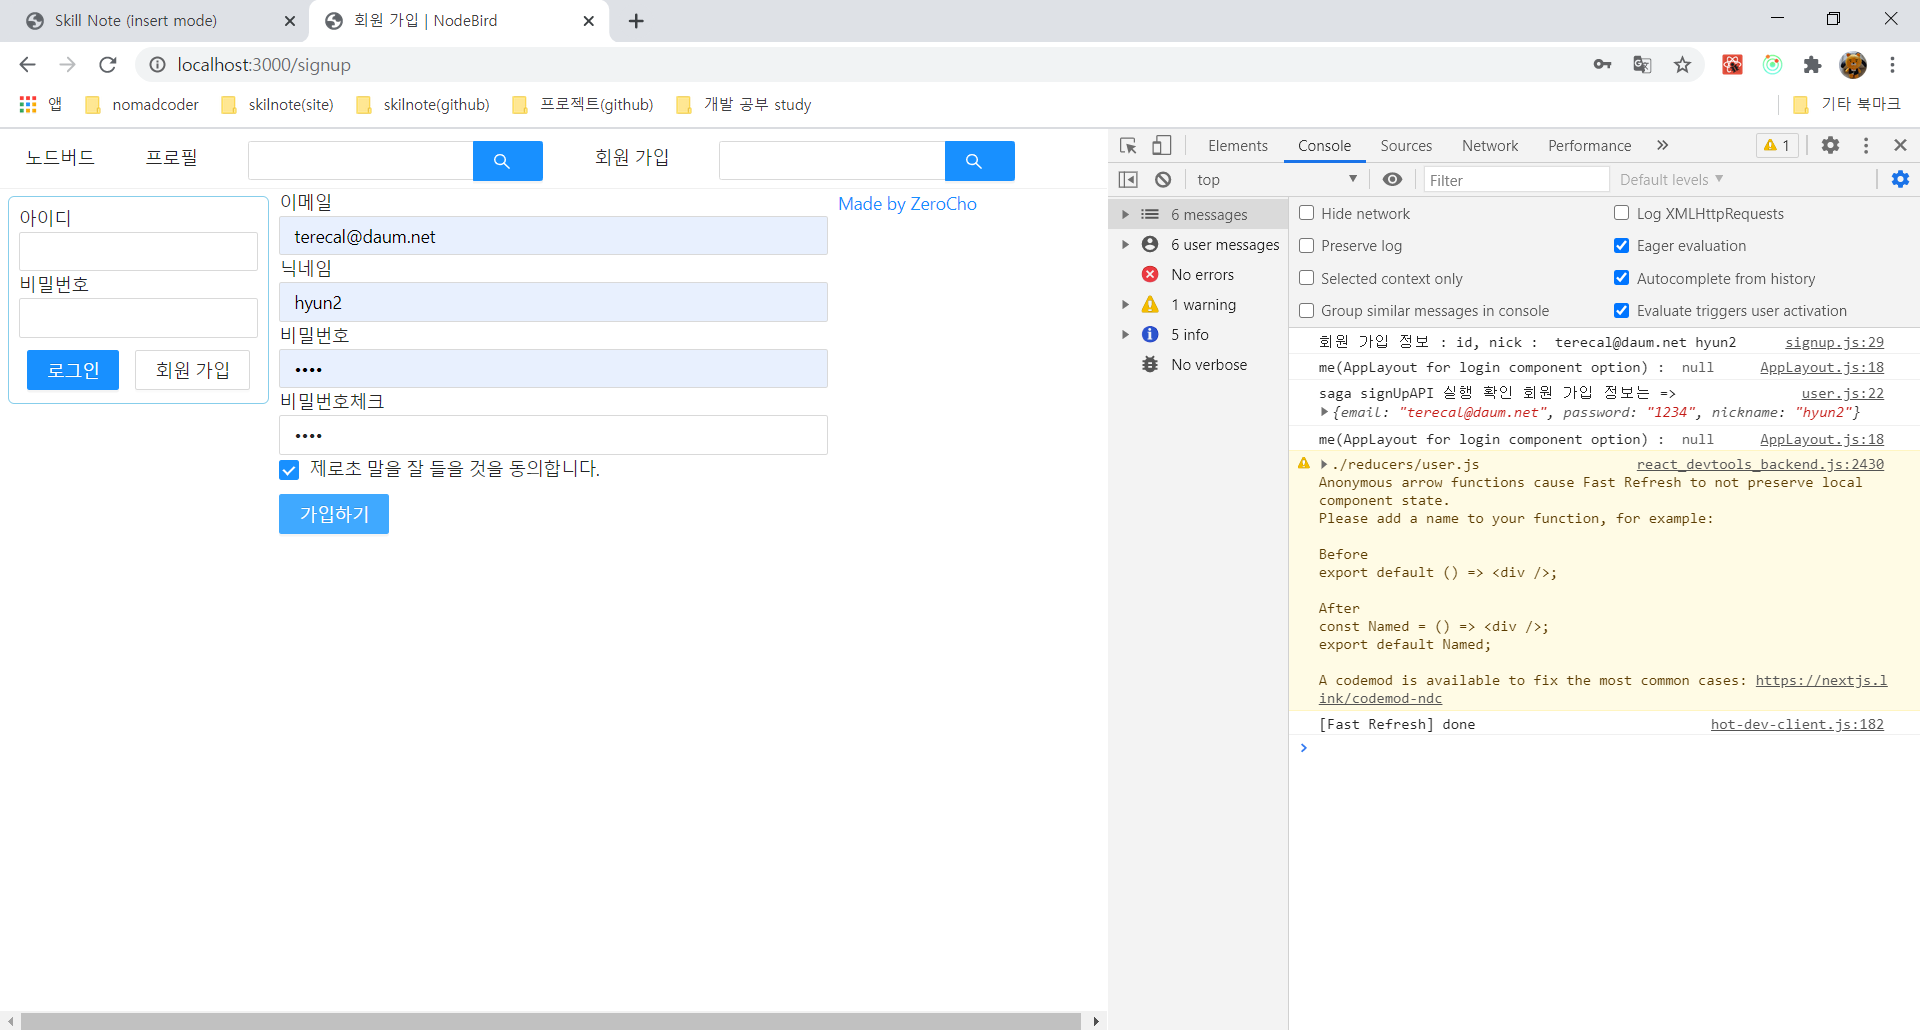 Skill Note (insert mode)
회원 가입 | NodeBird
localhost:3000/signup
앱
nomadcoder
skilnote(site)
skilnote(github)
프로젝트(github)
개발 공부 study
기타 북마크
노드버드
프로필
회원 가입
아이디
비밀번호
로그인
회원 가입
이메일
terecal@daum.net
닉네임
hyun2
비밀번호
••••
비밀번호체크
••••
제로초 말을 잘 들을 것을 동의합니다.
가입하기
Made by ZeroCho
Elements
Console
Sources
Network
Performance
1
top
Filter
Default levels
6 messages
6 user messages
No errors
1 warning
5 info
No verbose
Hide network
Log XMLHttpRequests
Preserve log
Eager evaluation
Selected context only
Autocomplete from history
Group similar messages in console
Evaluate triggers user activation
회원 가입 정보 : id, nick :  terecal@daum.net hyun2 signup.js:29
me(AppLayout for login component option) :  null AppLayout.js:18
saga signUpAPI 실행 확인 회원 가입 정보는 => user.js:22
{email: "terecal@daum.net", password: "1234", nickname: "hyun2"}
me(AppLayout for login component option) :  null AppLayout.js:18
./reducers/user.js react_devtools_backend.js:2430
Anonymous arrow functions cause Fast Refresh to not preserve local
component state.
Please add a name to your function, for example:
Before
export default () => <div />;
After
const Named = () => <div />;
export default Named;
A codemod is available to fix the most common cases: https://nextjs.l
ink/codemod-ndc
[Fast Refresh] done hot-dev-client.js:182